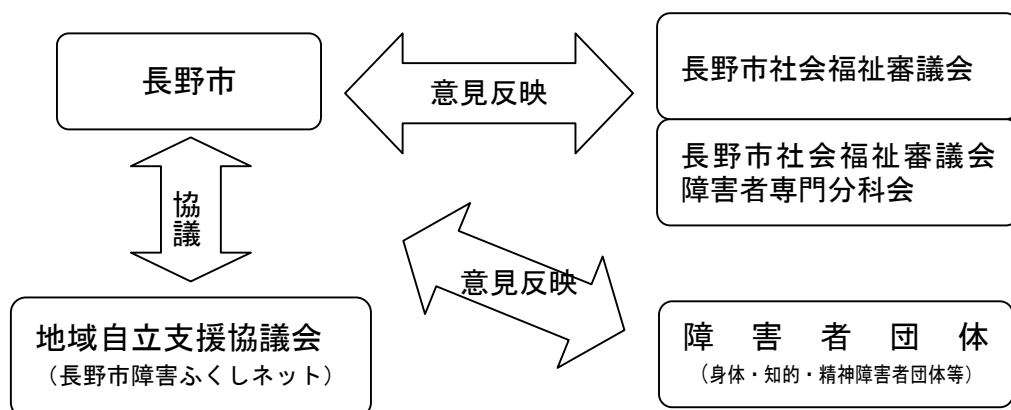 長野市
意見反映
長野市社会福祉審議会
長野市社会福祉審議会
障害者専門分科会
協議
意見反映
地域自立支援協議会
（長野市障害ふくしネット）
障害者団体
（身体・知的・精神障害者団体等）